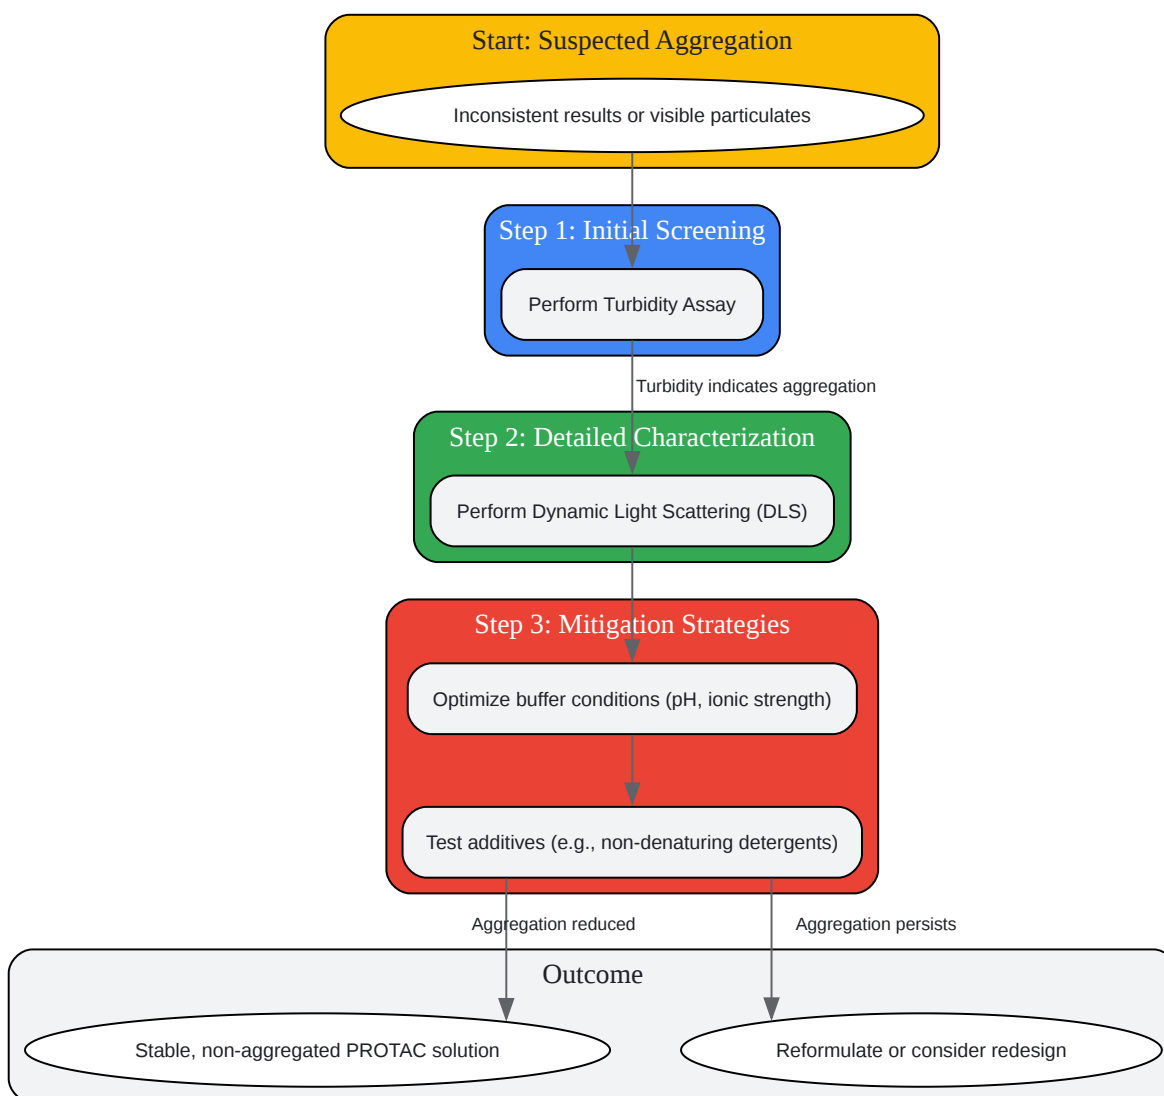 Start: Suspected Aggregation
Inconsistent results or visible particulates
Step 1: Initial Screening
Perform Turbidity Assay
Turbidity indicates aggregation
Step 2: Detailed Characterization
Perform Dynamic Light Scattering (DLS)
Step 3: Mitigation Strategies
Optimize buffer conditions (pH, ionic strength)
Test additives (e.g., non-denaturing detergents)
Aggregation reduced
Aggregation persists
Outcome
Stable, non-aggregated PROTAC solution
Reformulate or consider redesign